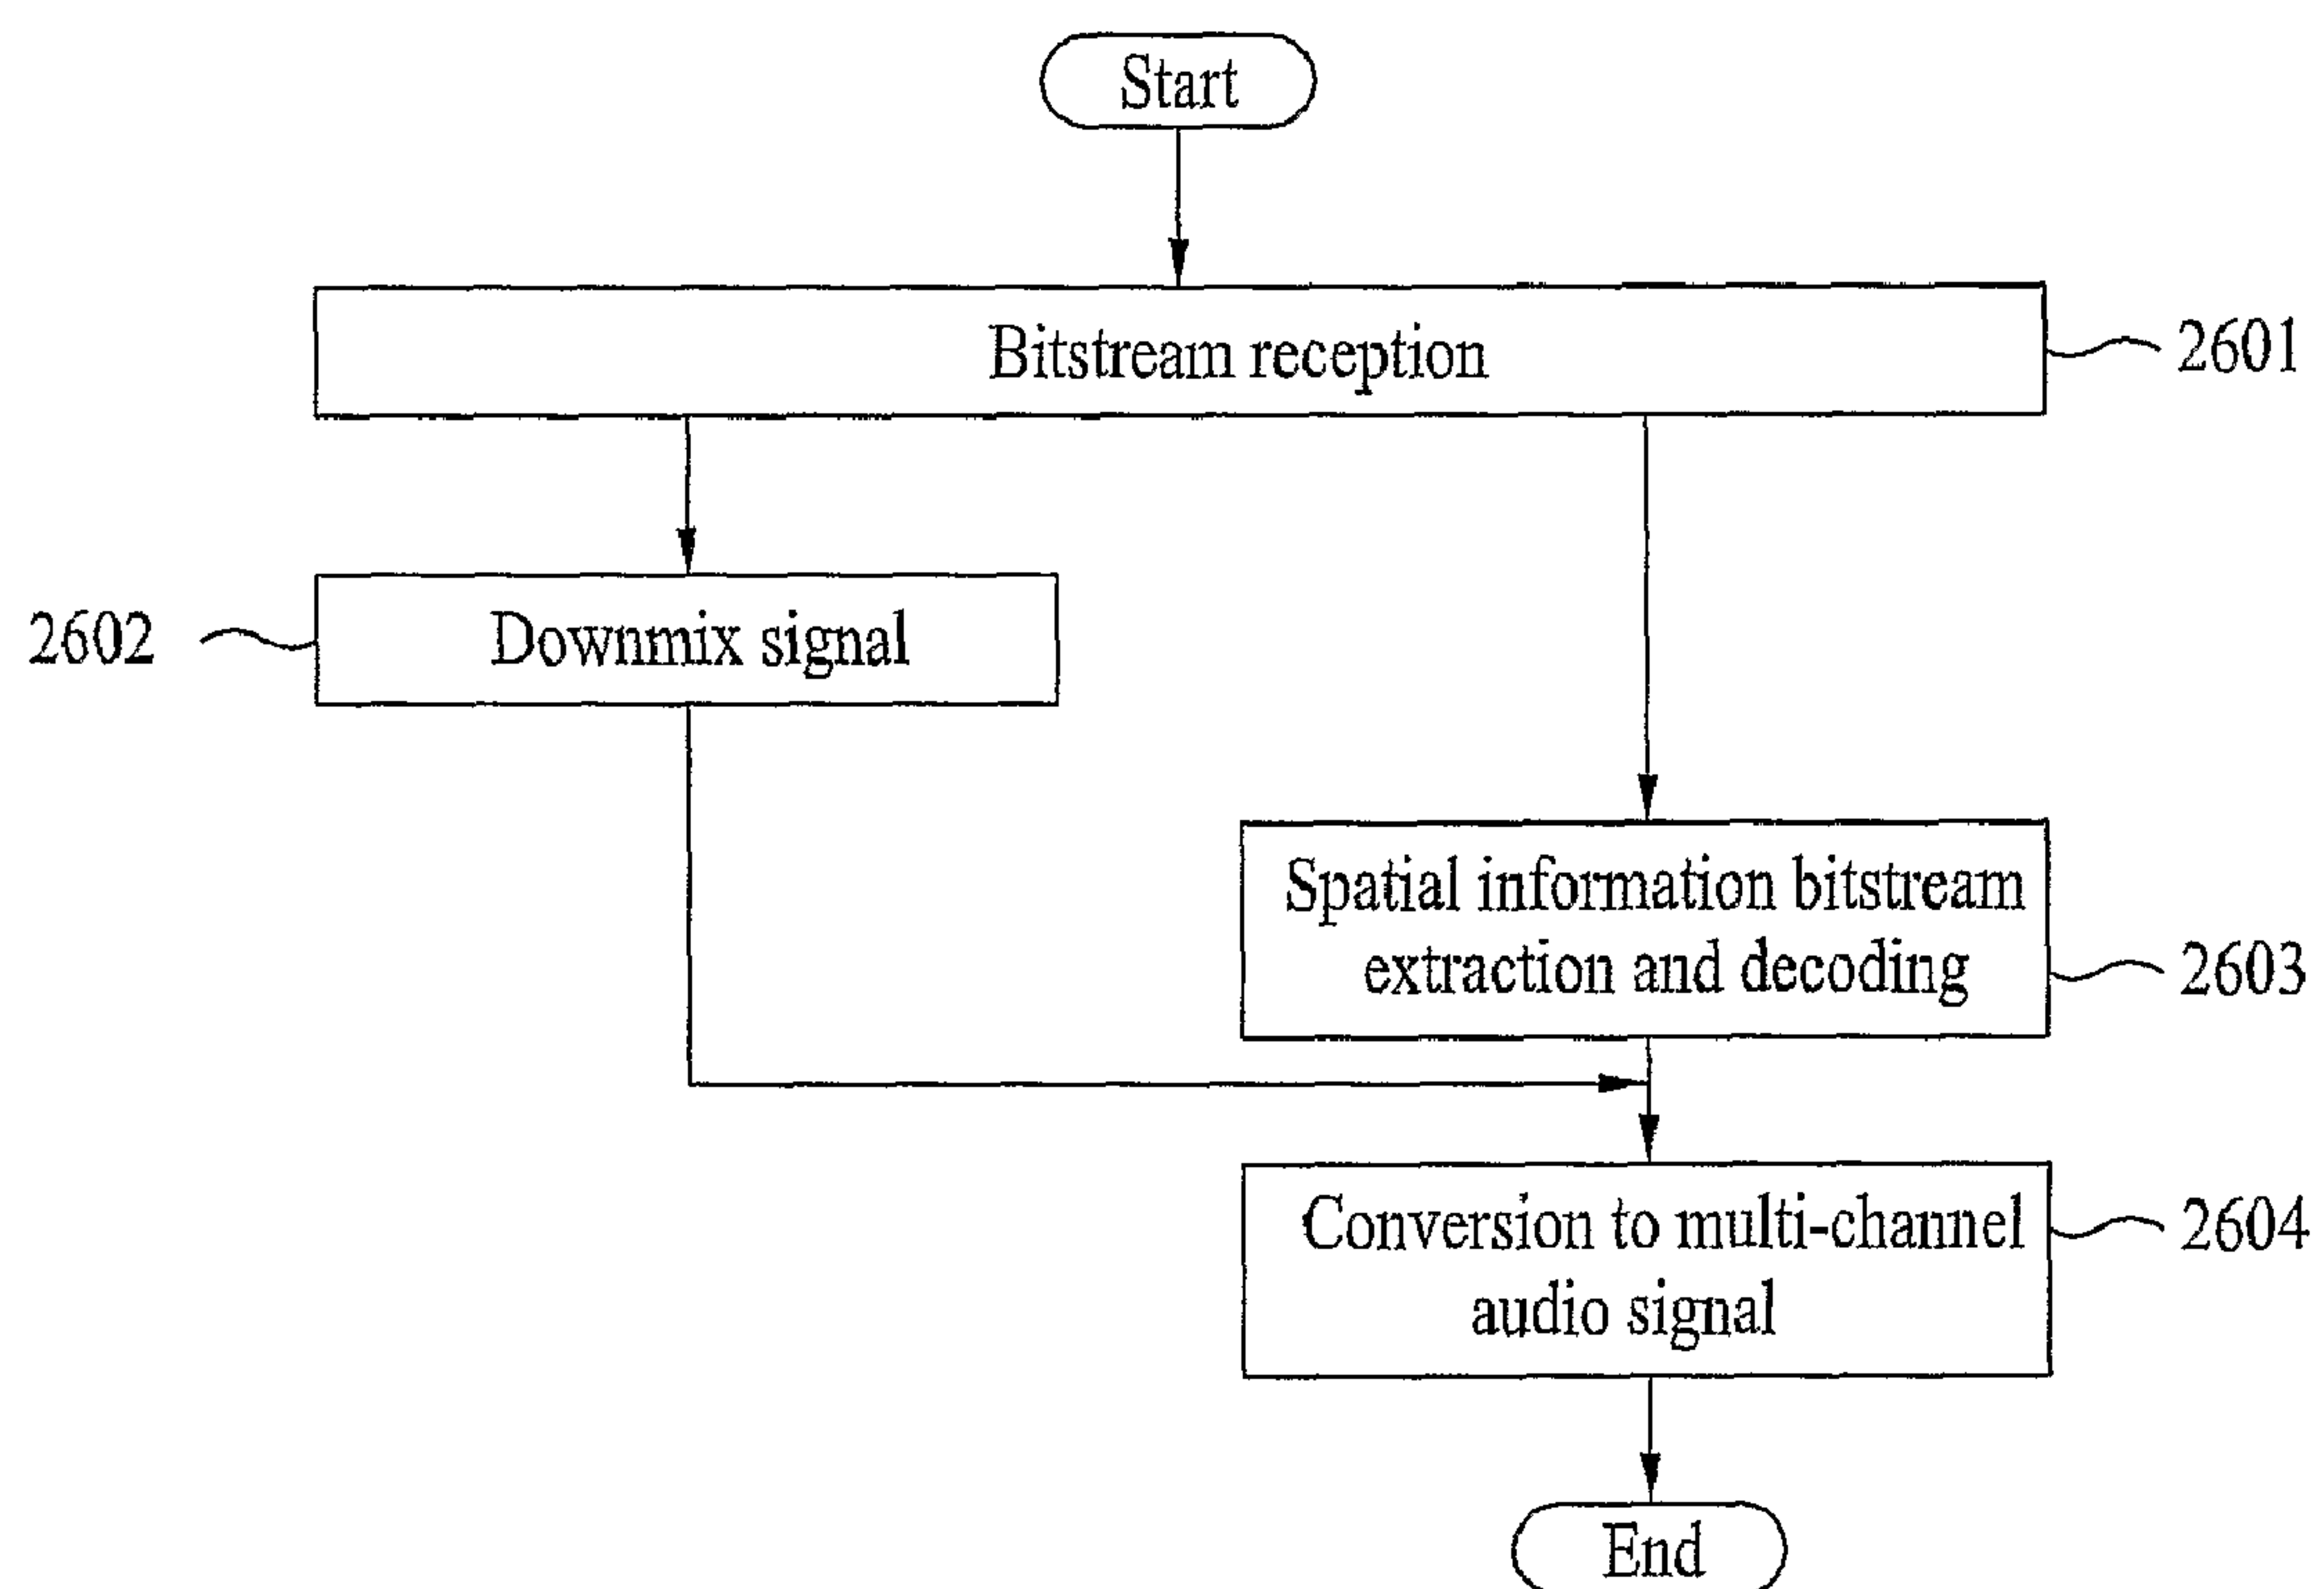 Start
Bitstream reception
2601
2602
Downmix signal
Spatial information bitstream
extraction and decoding
2603
Conversion to multi-channel
audio signal
2604
End